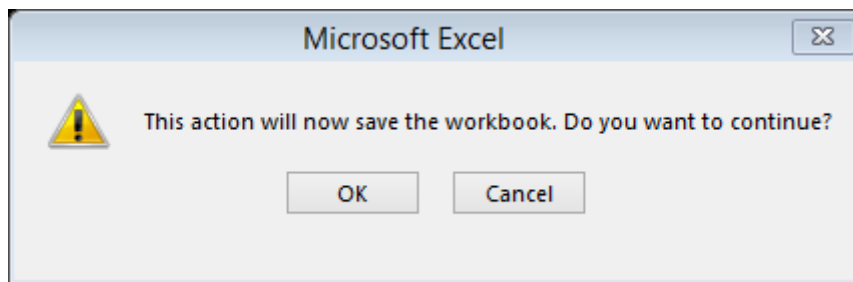 Microsoft Excel
This action will now save the workbook. Do you want to continue?
OK Cancel